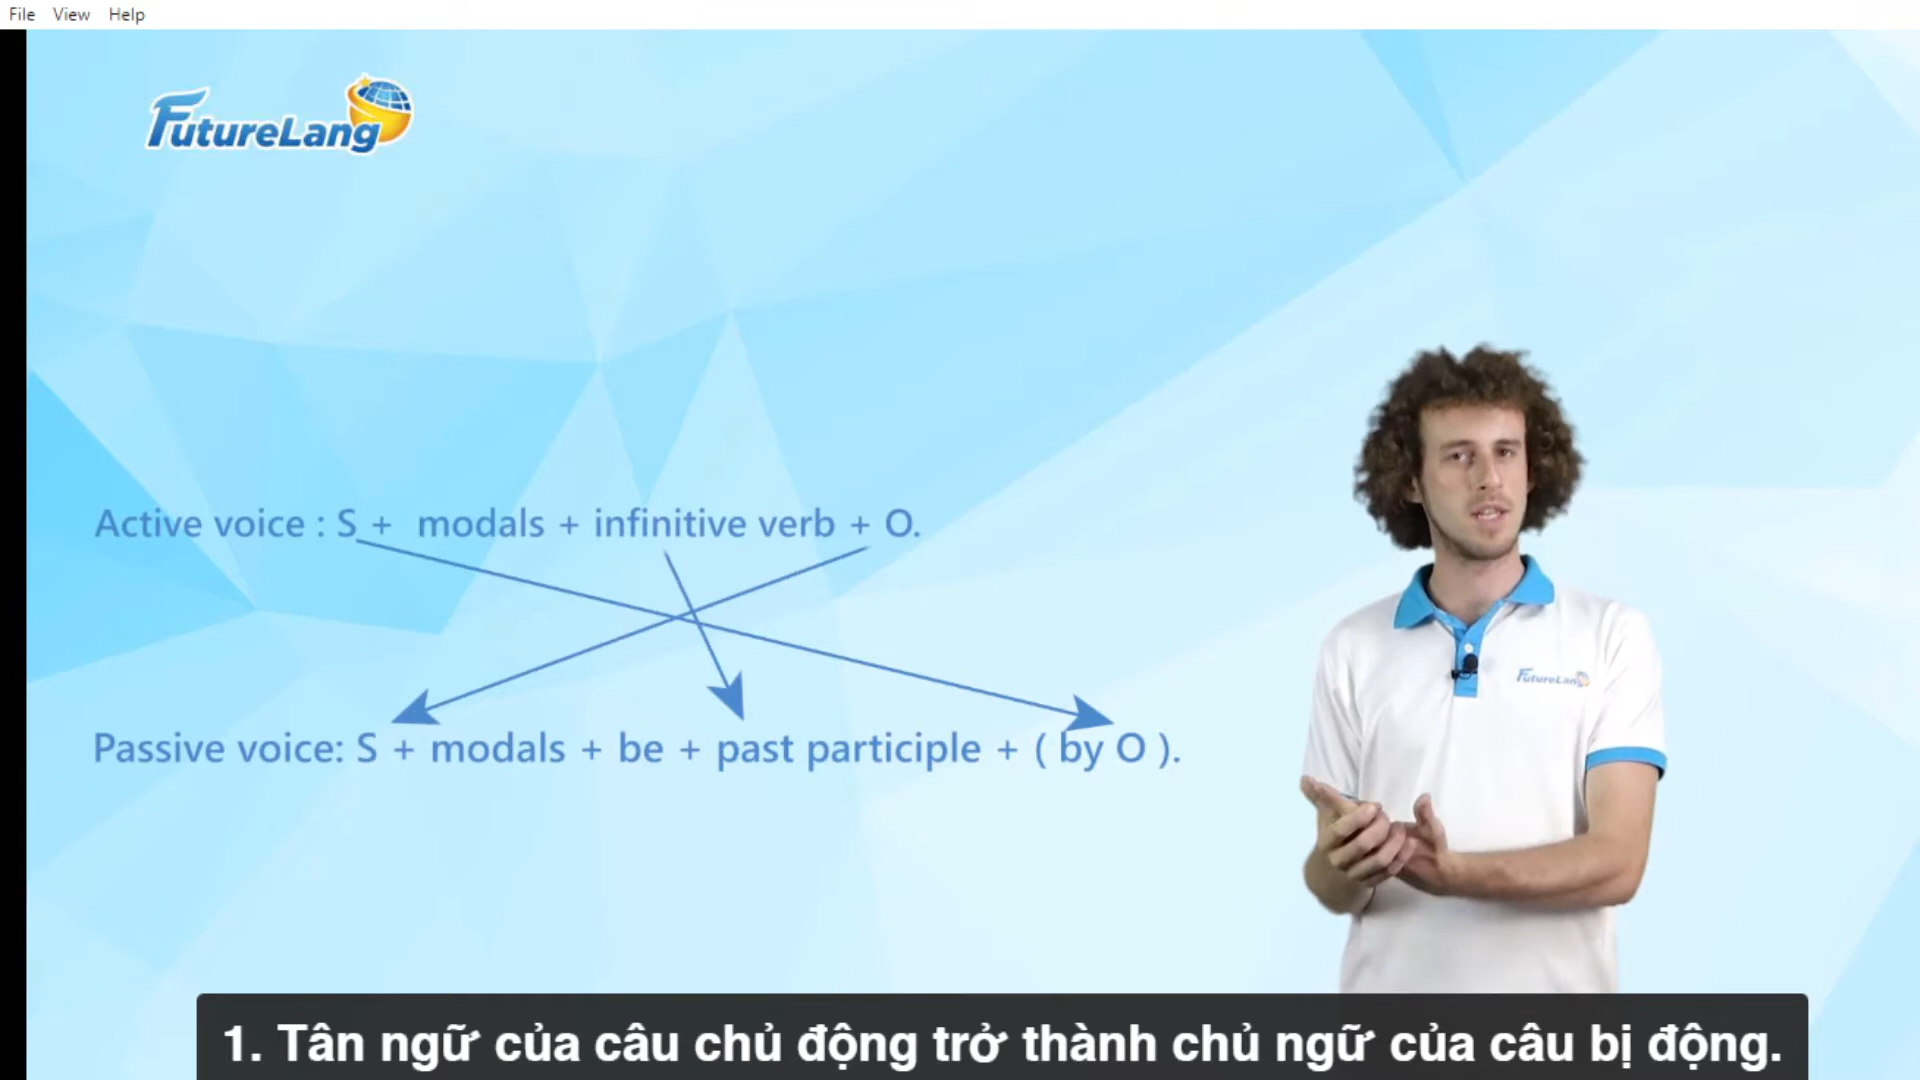 File View Help
FutureLang
Active voice : S + modals + infinitive verb + O.
FutureLang
Passive voice: S + modals + be + past participle + ( by O ).
1. Tân ngữ của câu chủ động trở thành chủ ngữ của câu bị động.